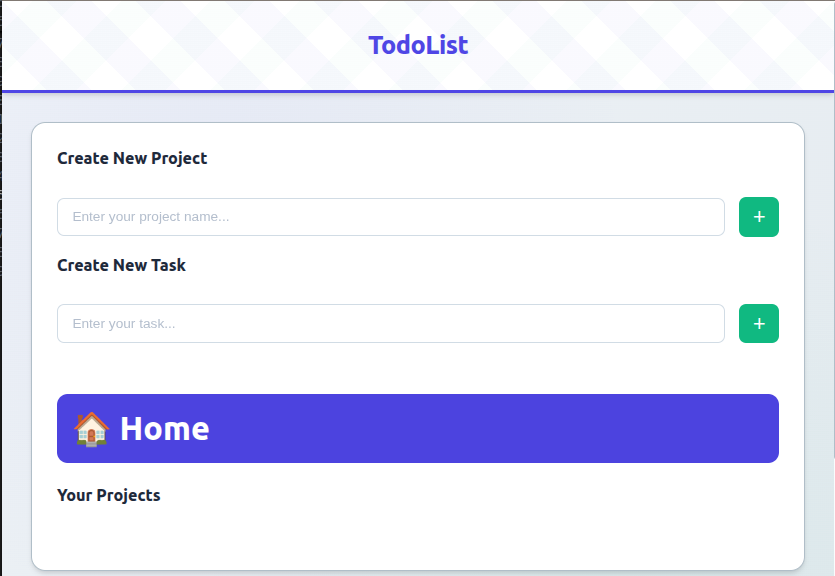 TodoList
Create New Project
Enter your project name...
+
Create New Task
Enter your task...
+
🏠 Home
Your Projects